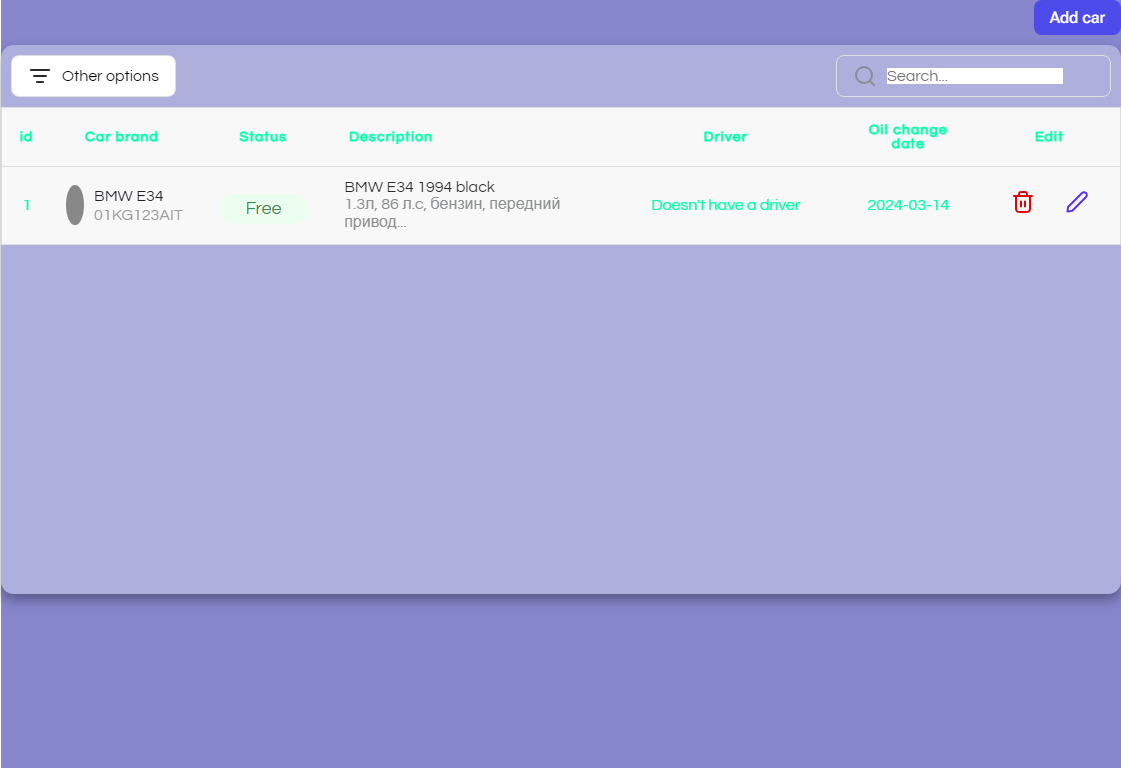 Add car
Other options
Search...
id Car brand Status Description Driver Oil change date Edit
1 BMW E34 01KG123AIT Free BMW E34 1994 black Doesn't have a driver 2024-03-14
1.3л, 86 л.с, бензин, передний
привод...